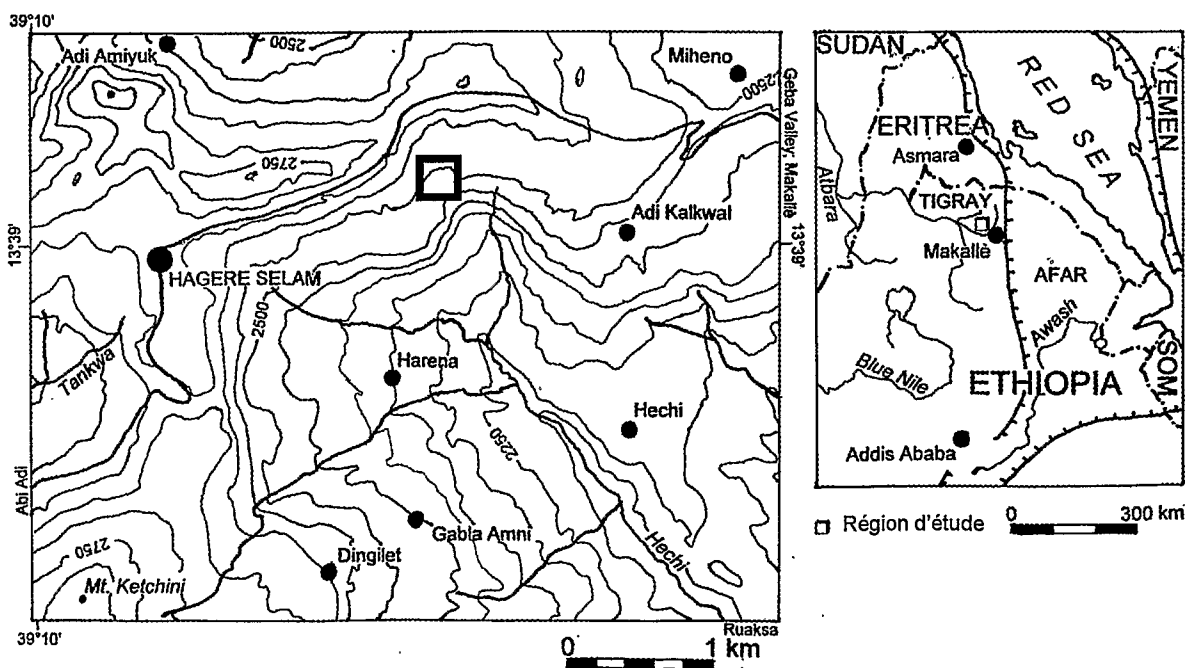 39°10'
Adi Amiyuk
2500
Miheno
2500
Geba Valley; Makallè
2750
13°39'
Adi Kalkwal
13°39'
HAGERE SELAM
2500
Tankwa
Harena
Hechi
2250
Abi Adi
Gabla Amni
Hechi
2750
Dingilet
Mt. Ketchini
39°10'
Ruaksa
0 1 km
SUDAN
RED SEA
YEMEN
ERITREA
Asmara
Atbara
TIGRAY
Makallè
AFAR
Awash
Blue Nile
SOM
ETHIOPIA
Addis Ababa
Région d'étude
0 300 km